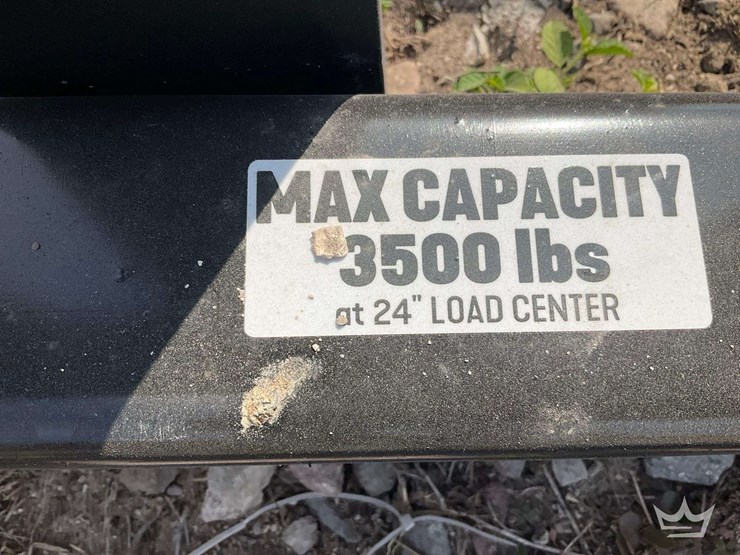 MAX CAPACITY
3500 lbs
at 24" LOAD CENTER